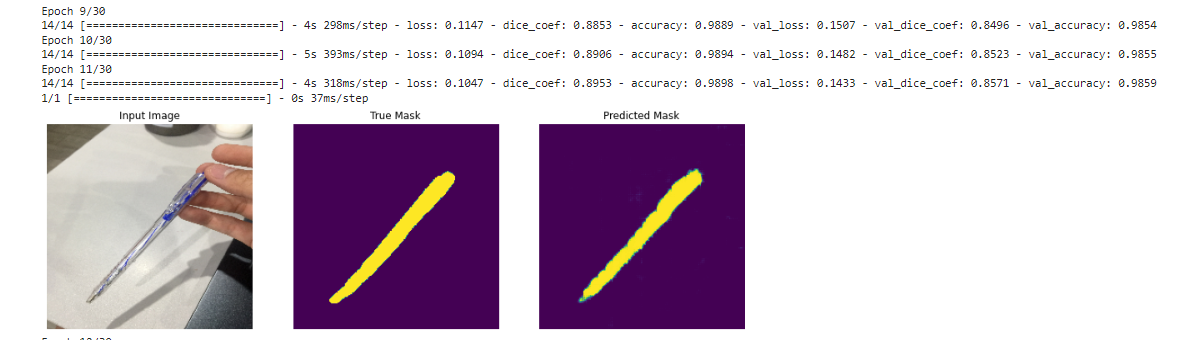 Epoch 9/30
14/14 [==============================] - 4s 298ms/step - loss: 0.1147 - dice_coef: 0.8853 - accuracy: 0.9889 - val_loss: 0.1507 - val_dice_coef: 0.8496 - val_accuracy: 0.9854
Epoch 10/30
14/14 [==============================] - 5s 393ms/step - loss: 0.1094 - dice_coef: 0.8906 - accuracy: 0.9894 - val_loss: 0.1482 - val_dice_coef: 0.8523 - val_accuracy: 0.9855
Epoch 11/30
14/14 [==============================] - 4s 318ms/step - loss: 0.1047 - dice_coef: 0.8953 - accuracy: 0.9898 - val_loss: 0.1433 - val_dice_coef: 0.8571 - val_accuracy: 0.9859
1/1 [==============================] - 0s 37ms/step
Input Image True Mask Predicted Mask